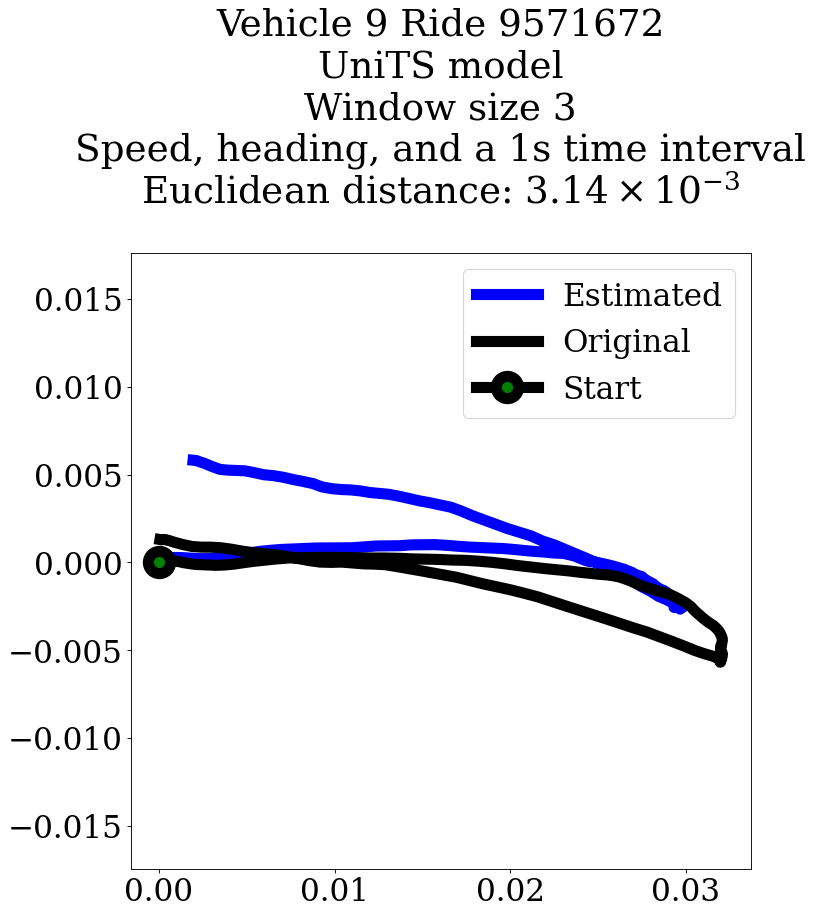 Vehicle 9 Ride 9571672
UniTS model
Window size 3
Speed, heading, and a 1s time interval
Euclidean distance: 3.14 × 10⁻³
Estimated
Original
Start
0.015
0.010
0.005
0.000
−0.005
−0.010
−0.015
0.00 0.01 0.02 0.03